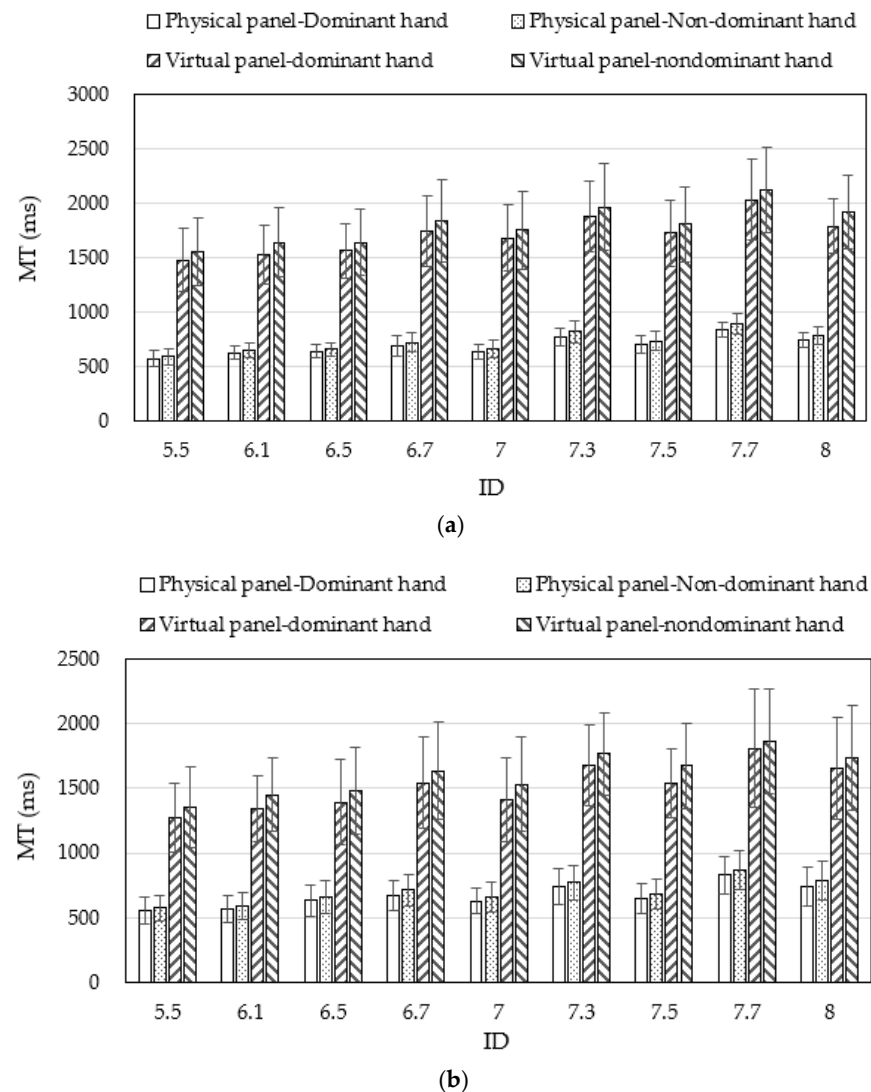 Physical panel-Dominant hand Physical panel-Non-dominant hand
Virtual panel-dominant hand Virtual panel-nondominant hand
3000
2500
2000
1500
1000
500
0
MT (ms)
5.5 6.1 6.5 6.7 7 7.3 7.5 7.7 8
ID
(a)
Physical panel-Dominant hand Physical panel-Non-dominant hand
Virtual panel-dominant hand Virtual panel-nondominant hand
2500
2000
1500
1000
500
0
MT (ms)
5.5 6.1 6.5 6.7 7 7.3 7.5 7.7 8
ID
(b)